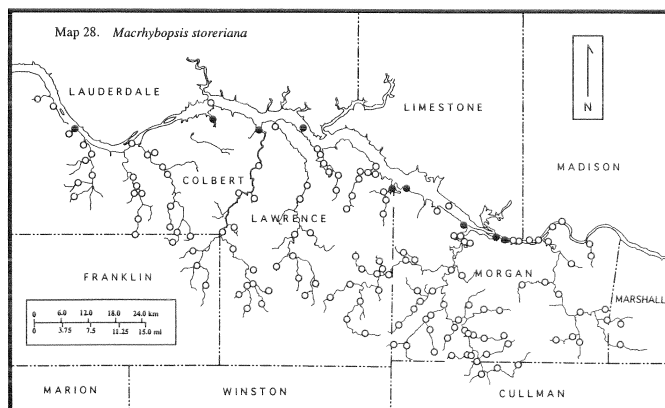 Map 28. Macrhybopsis storeriana
LAUDERDALE
LIMESTONE
N
MADISON
COLBERT
LAWRENCE
FRANKLIN
MORGAN
MARSHALL
0 6.0 12.0 18.0 24.0 km
0 3.75 7.5 11.25 15.0 mi
MARION
WINSTON
CULLMAN